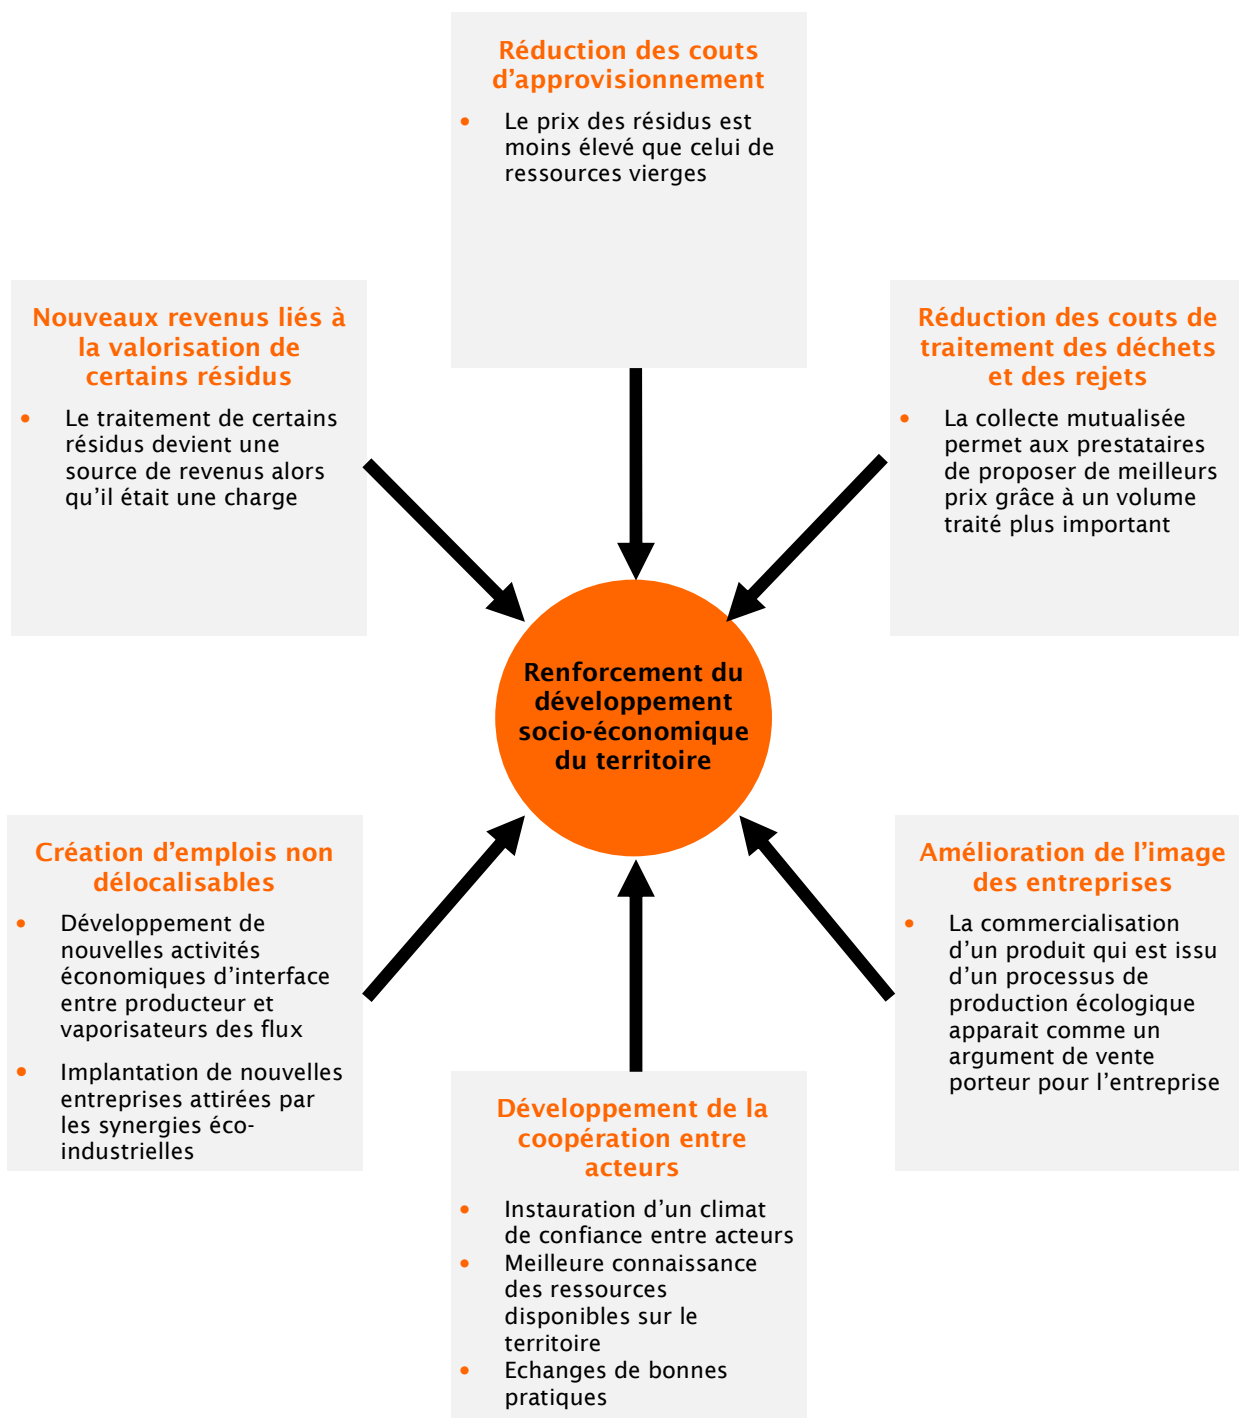 Réduction des couts
d’approvisionnement
• Le prix des résidus est
moins élevé que celui de
ressources vierges
Nouveaux revenus liés à
la valorisation de
certains résidus
• Le traitement de certains
résidus devient une
source de revenus alors
qu’il était une charge
Réduction des couts de
traitement des déchets
et des rejets
• La collecte mutualisée
permet aux prestataires
de proposer de meilleurs
prix grâce à un volume
traité plus important
Renforcement du
développement
socio-économique
du territoire
Création d’emplois non
délocalisables
• Développement de
nouvelles activités
économiques d’interface
entre producteur et
vaporisateurs des flux
• Implantation de nouvelles
entreprises attirées par
les synergies éco-
industrielles
Amélioration de l’image
des entreprises
• La commercialisation
d’un produit qui est issu
d’un processus de
production écologique
apparait comme un
argument de vente
porteur pour l’entreprise
Développement de la
coopération entre
acteurs
• Instauration d’un climat
de confiance entre acteurs
• Meilleure connaissance
des ressources
disponibles sur le
territoire
• Echanges de bonnes
pratiques